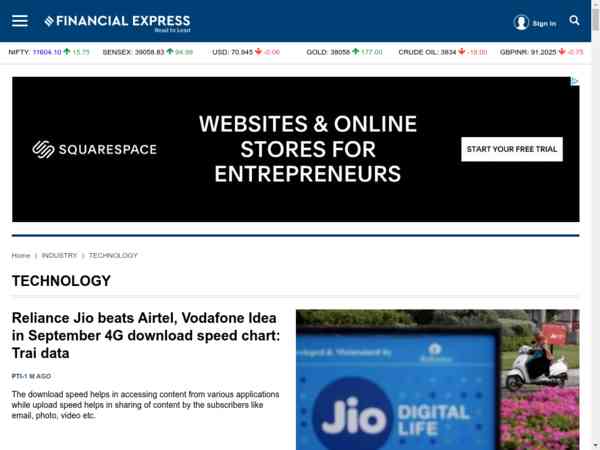 FINANCIAL EXPRESS
Read to Lead
Sign in
NIFTY: 11604.10 15.75 SENSEX: 39058.83 94.99 USD: 70.945 -0.06 GOLD: 38058 177.00 CRUDE OIL: 3834 -19.00 GBPINR: 91.2025 -0.75
SQUARESPACE
WEBSITES & ONLINE
STORES FOR
ENTREPRENEURS
START YOUR FREE TRIAL
Home | INDUSTRY | TECHNOLOGY
TECHNOLOGY
Reliance Jio beats Airtel, Vodafone Idea
in September 4G download speed chart:
Trai data
PTI-1 M AGO
The download speed helps in accessing content from various applications
while upload speed helps in sharing of content by the subscribers like
email, photo, video etc.
Jio
DIGITAL
LIFE